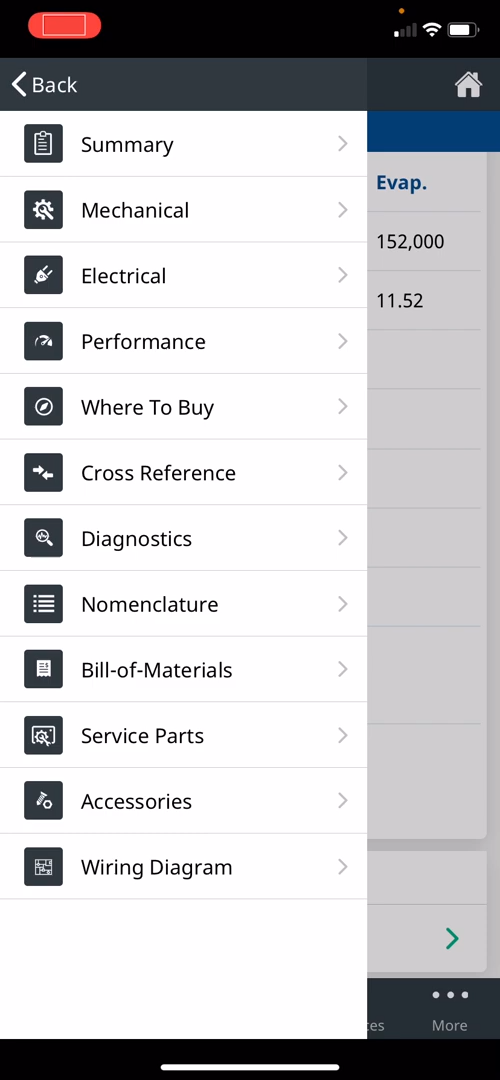 Back
Summary
Evap.
Mechanical
152,000
Electrical
11.52
Performance
Where To Buy
Cross Reference
Diagnostics
Nomenclature
Bill-of-Materials
Service Parts
Accessories
Wiring Diagram
ces
More